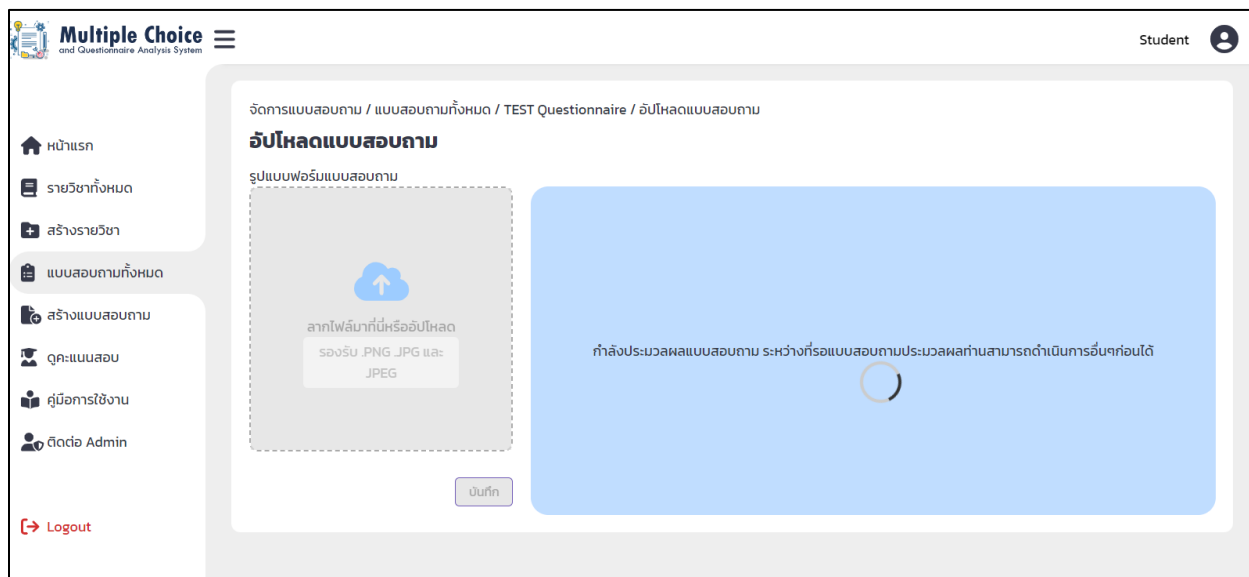 Multiple Choice
and Questionnaire Analysis System
Student
หน้าแรก
รายวิชาทั้งหมด
สร้างรายวิชา
แบบสอบถามทั้งหมด
สร้างแบบสอบถาม
ดูคะแนนสอบ
คู่มือการใช้งาน
ติดต่อ Admin
Logout
จัดการแบบสอบถาม / แบบสอบถามทั้งหมด / TEST Questionnaire / อัปโหลดแบบสอบถาม
อัปโหลดแบบสอบถาม
รูปแบบฟอร์มแบบสอบถาม
ลากไฟล์มาที่นี่หรืออัปโหลด
รองรับ .PNG .JPG และ
JPEG
บันทึก
กำลังประมวลผลแบบสอบถาม ระหว่างที่รอแบบสอบถามประมวลผลท่านสามารถดำเนินการอื่นๆก่อนได้